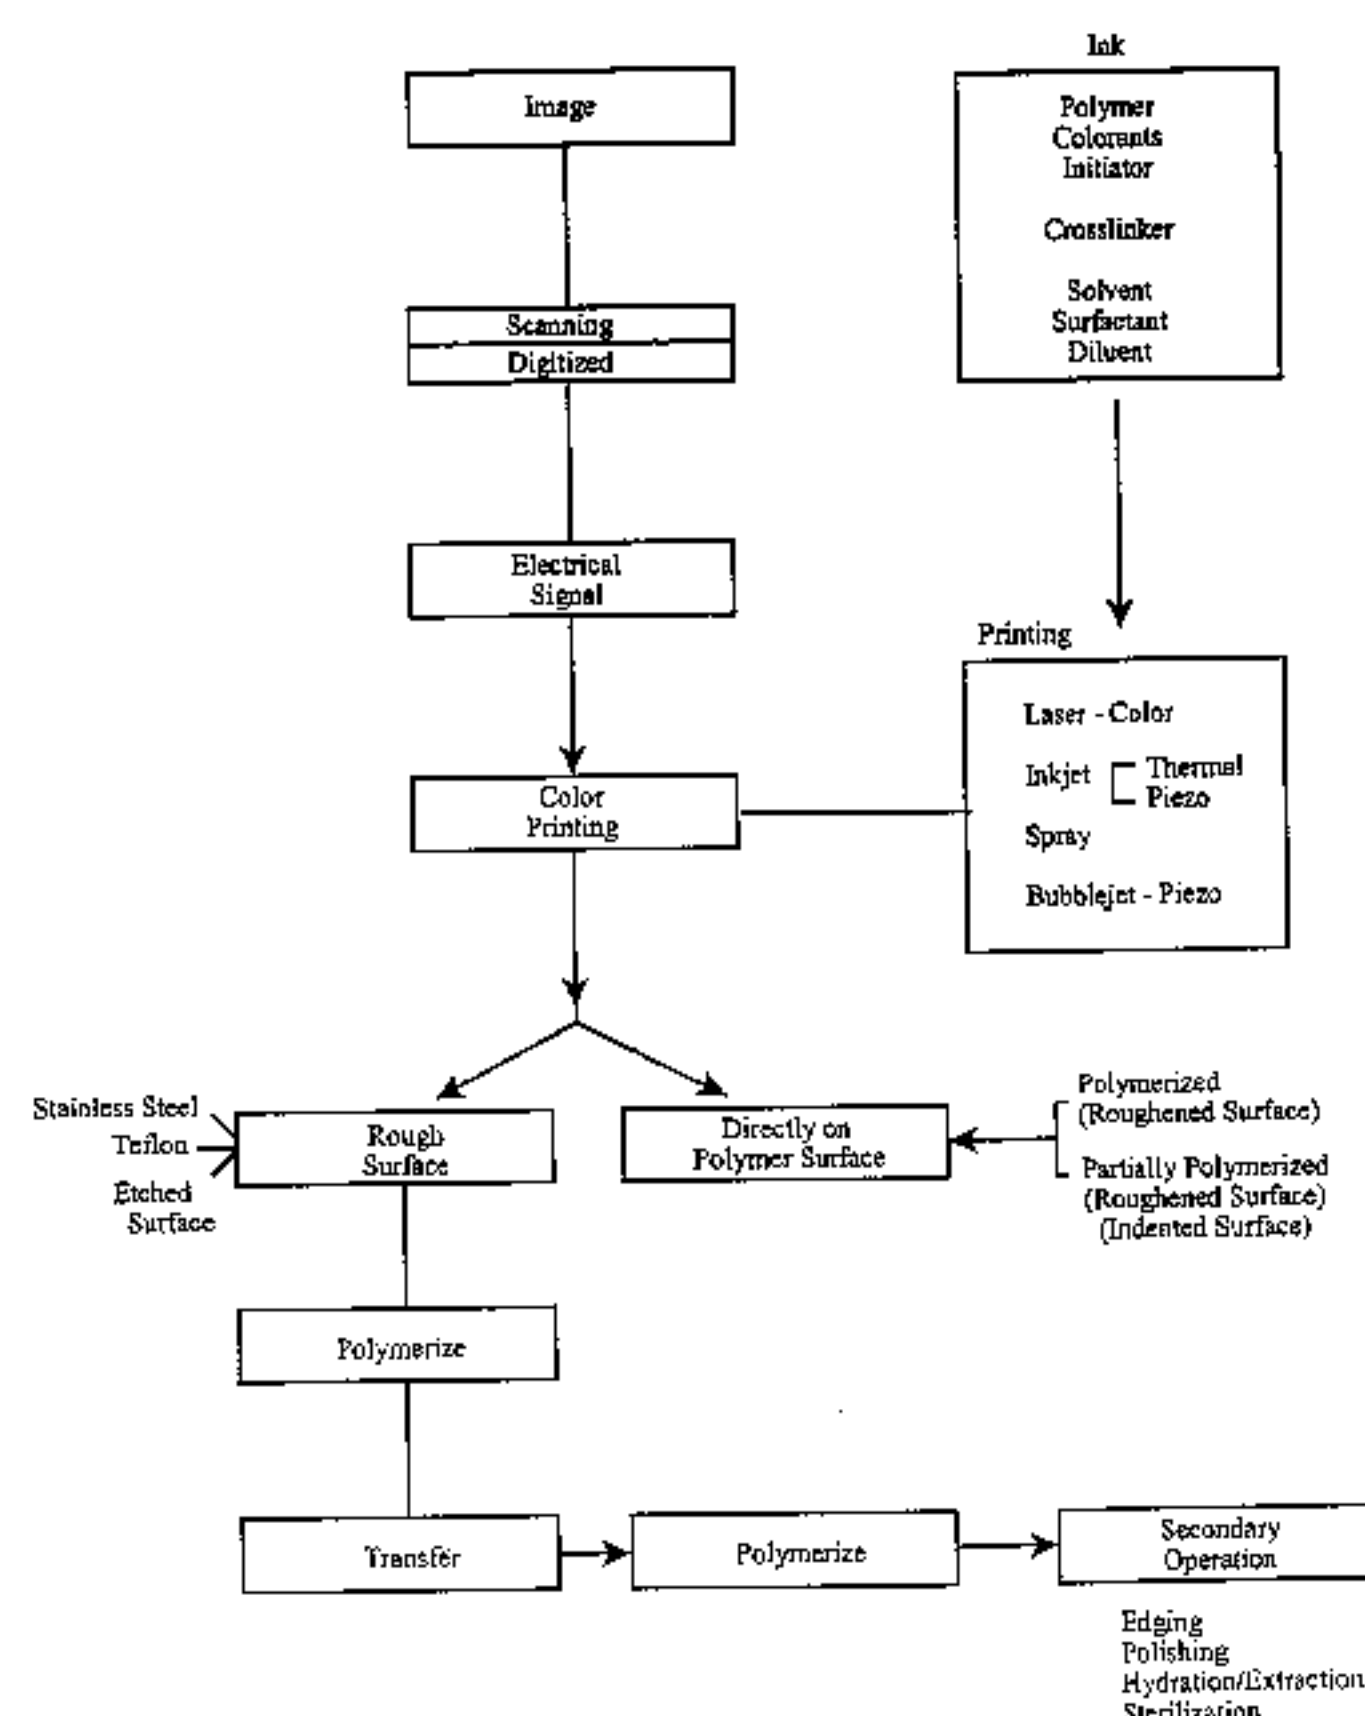 Ink
Image
Polymer
Colorants
Initiator
Crosslinker
Solvent
Surfactant
Diluent
Scanning
Digitized
Electrical
Signal
Printing
Laser - Color
Inkjet
Thermal
Piezo
Spray
Bubblejet - Piezo
Color
Printing
Stainless Steel
Teflon
Etched
Surface
Rough
Surface
Directly on
Polymer Surface
Polymerized
(Roughened Surface)
Partially Polymerized
(Roughened Surface)
(Indented Surface)
Polymerize
Transfer
Polymerize
Secondary
Operation
Edging
Polishing
Hydration/Extraction
Sterilization